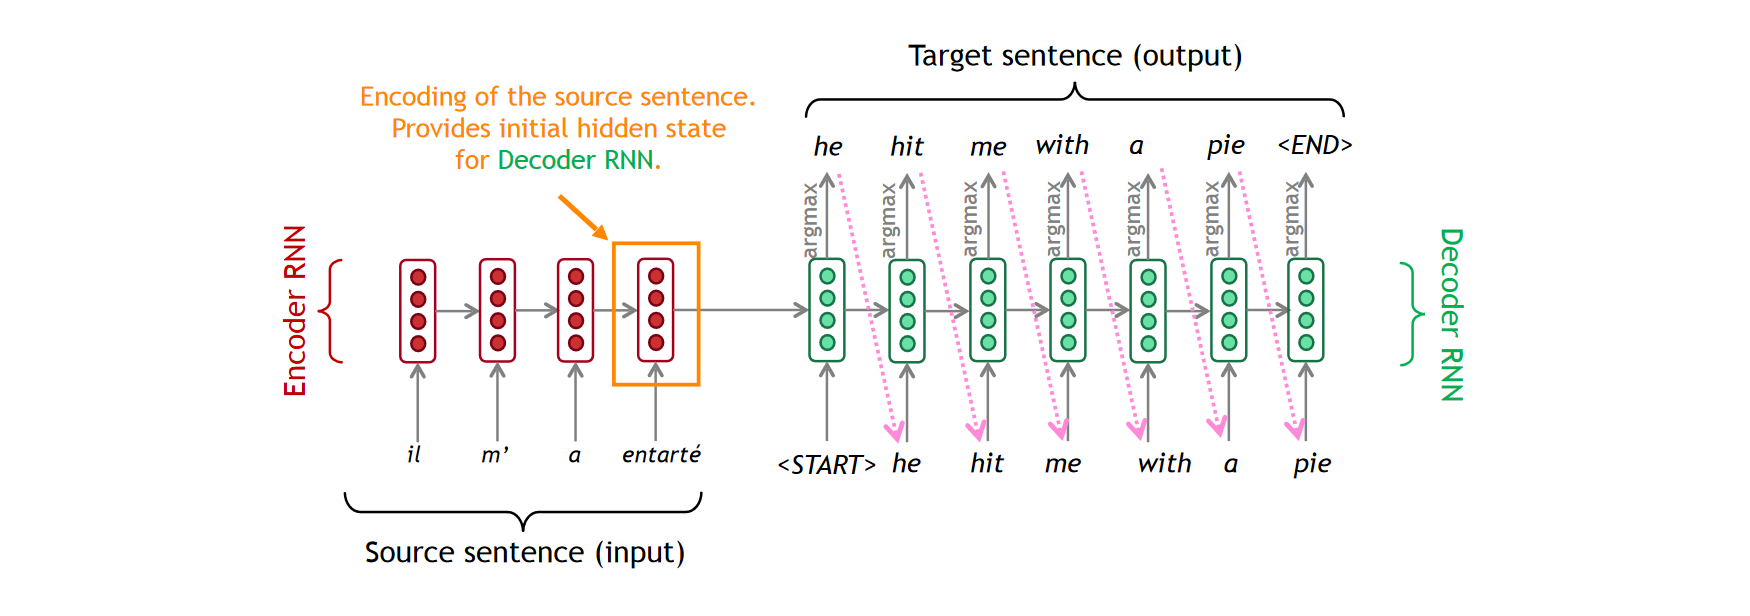 Target sentence (output)
Encoding of the source sentence.
Provides initial hidden state
for Decoder RNN.
he hit me with a pie <END>
argmax argmax argmax argmax argmax argmax argmax
Encoder RNN
Decoder RNN
il m’ a entarté
<START> he hit me with a pie
Source sentence (input)